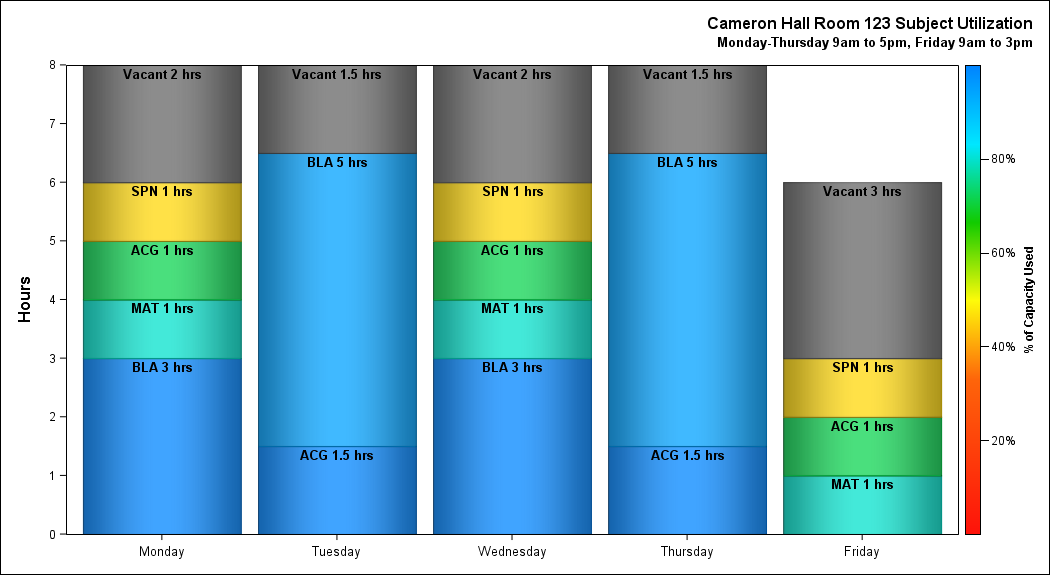 Cameron Hall Room 123 Subject Utilization
Monday-Thursday 9am to 5pm, Friday 9am to 3pm
Hours
8
7
6
5
4
3
2
1
0
Vacant 2 hrs
SPN 1 hrs
ACG 1 hrs
MAT 1 hrs
BLA 3 hrs
Monday
Vacant 1.5 hrs
BLA 5 hrs
ACG 1.5 hrs
Tuesday
Vacant 2 hrs
SPN 1 hrs
ACG 1 hrs
MAT 1 hrs
BLA 3 hrs
Wednesday
Vacant 1.5 hrs
BLA 5 hrs
ACG 1.5 hrs
Thursday
Vacant 3 hrs
SPN 1 hrs
ACG 1 hrs
MAT 1 hrs
Friday
80%
60%
40%
20%
% of Capacity Used